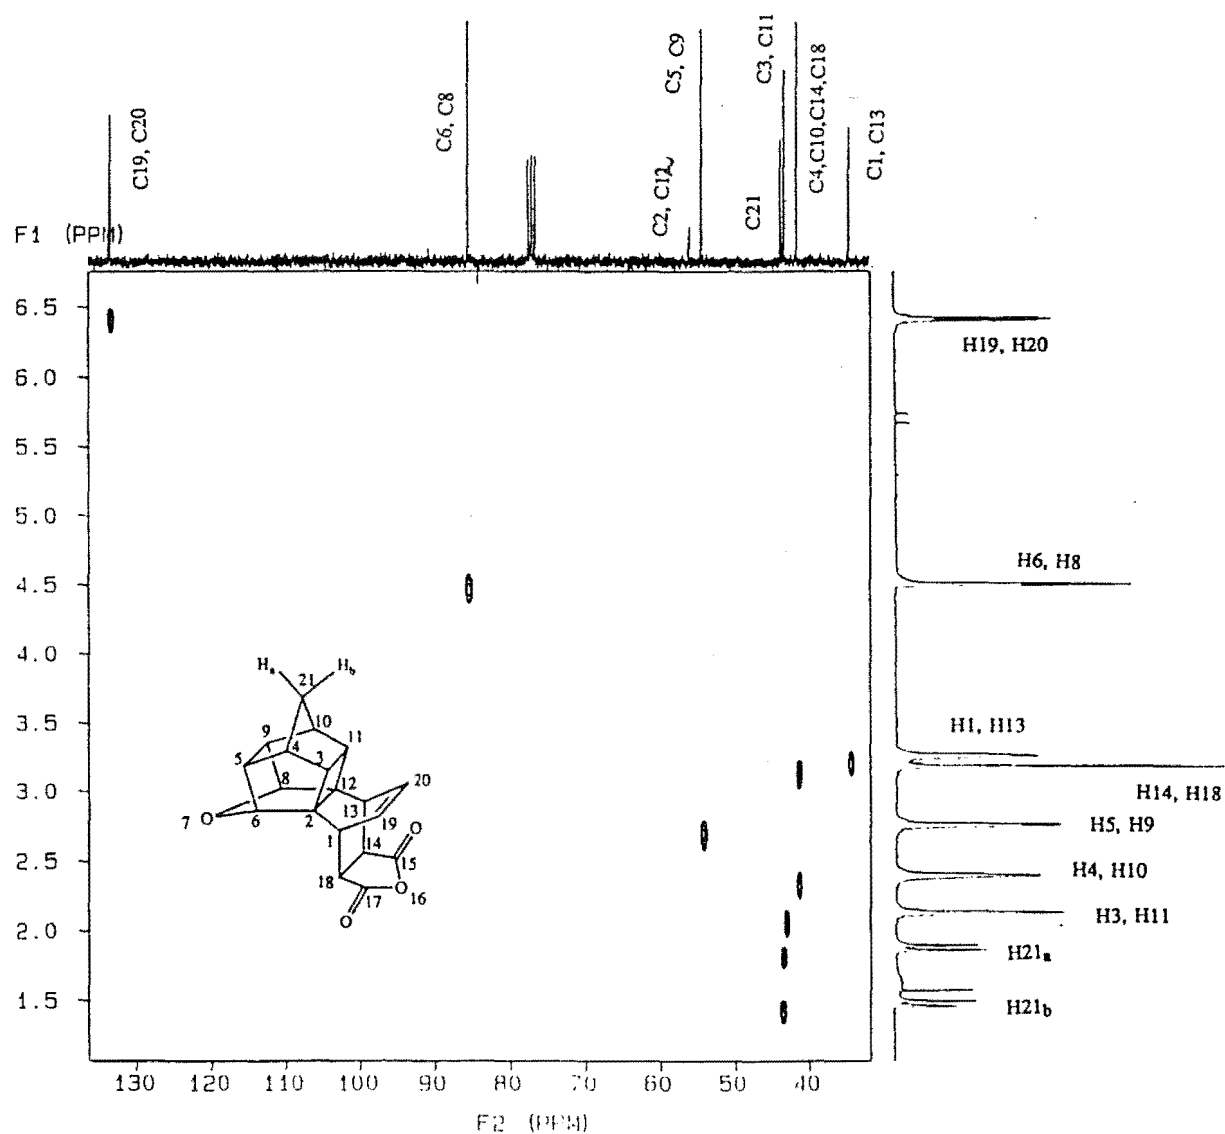 C19, C20
C6, C8
C2, C12
C5, C9
C21
C3, C11
C4,C10,C14,C18
C1, C13
F1 (PPM)
6.5
6.0
5.5
5.0
4.5
4.0
3.5
3.0
2.5
2.0
1.5
H19, H20
H6, H8
H1, H13
H14, H18
H5, H9
H4, H10
H3, H11
H21a
H21b
Ha
Hb
21
10
9
4
11
5
3
8
12
20
7
O
6
2
13
19
1
14
O
15
18
17
O
16
O
130
120
110
100
90
80
70
60
50
40
F2 (PPM)